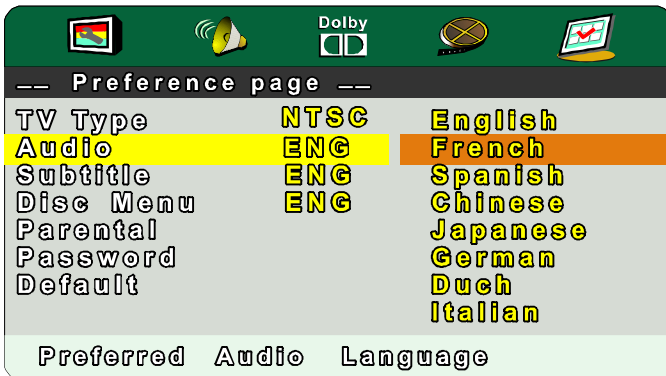 Dolby
-- Preference page --
TV Type NTSC English
Audio ENG French
Subtitle ENG Spanish
Disc Menu ENG Chinese
Parental Japanese
Password German
Default Duch
Italian
Preferred Audio Language